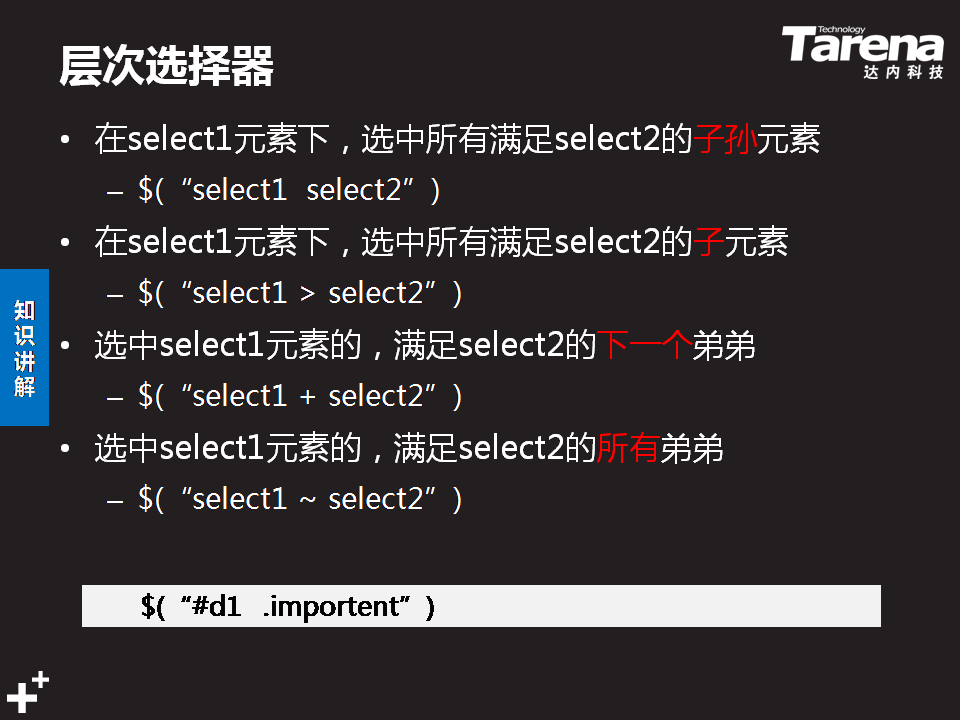 层次选择器
Technology
Tarena
达内科技
• 在select1元素下，选中所有满足select2的子孙元素
– $(“select1  select2”)
• 在select1元素下，选中所有满足select2的子元素
– $(“select1 > select2”)
知识讲解
• 选中select1元素的，满足select2的下一个弟弟
– $(“select1 + select2”)
• 选中select1元素的，满足select2的所有弟弟
– $(“select1 ~ select2”)
$(“#d1  .importent”)